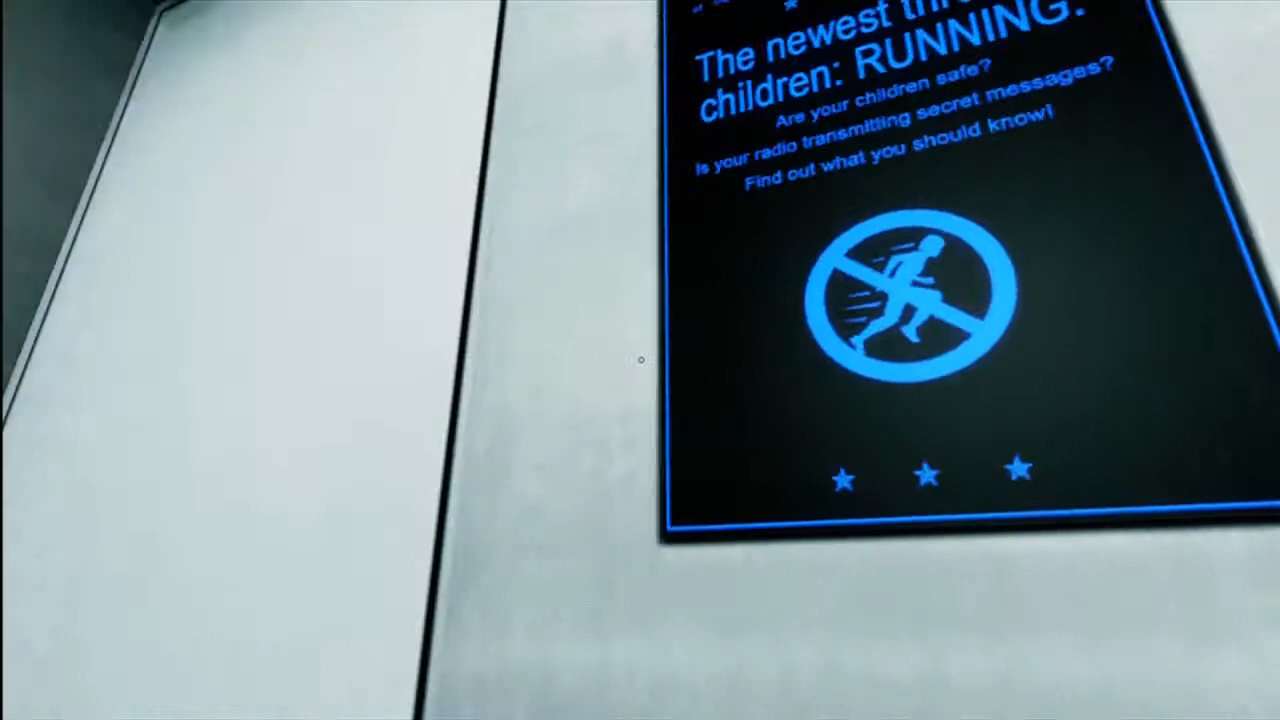 The newest
children: RUNNING.
Are your children safe?
Is your radio transmitting secret messages?
Find out what you should know!